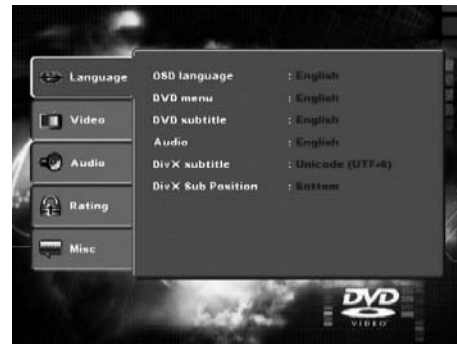 Language
Video
Audio
Rating
Misc
OSD language : English
DVD menu : English
DVD subtitle : English
Audio : English
DivX subtitle : Unicode (UTF-8)
DivX Sub Position : Bottom
DVD
VIDEO